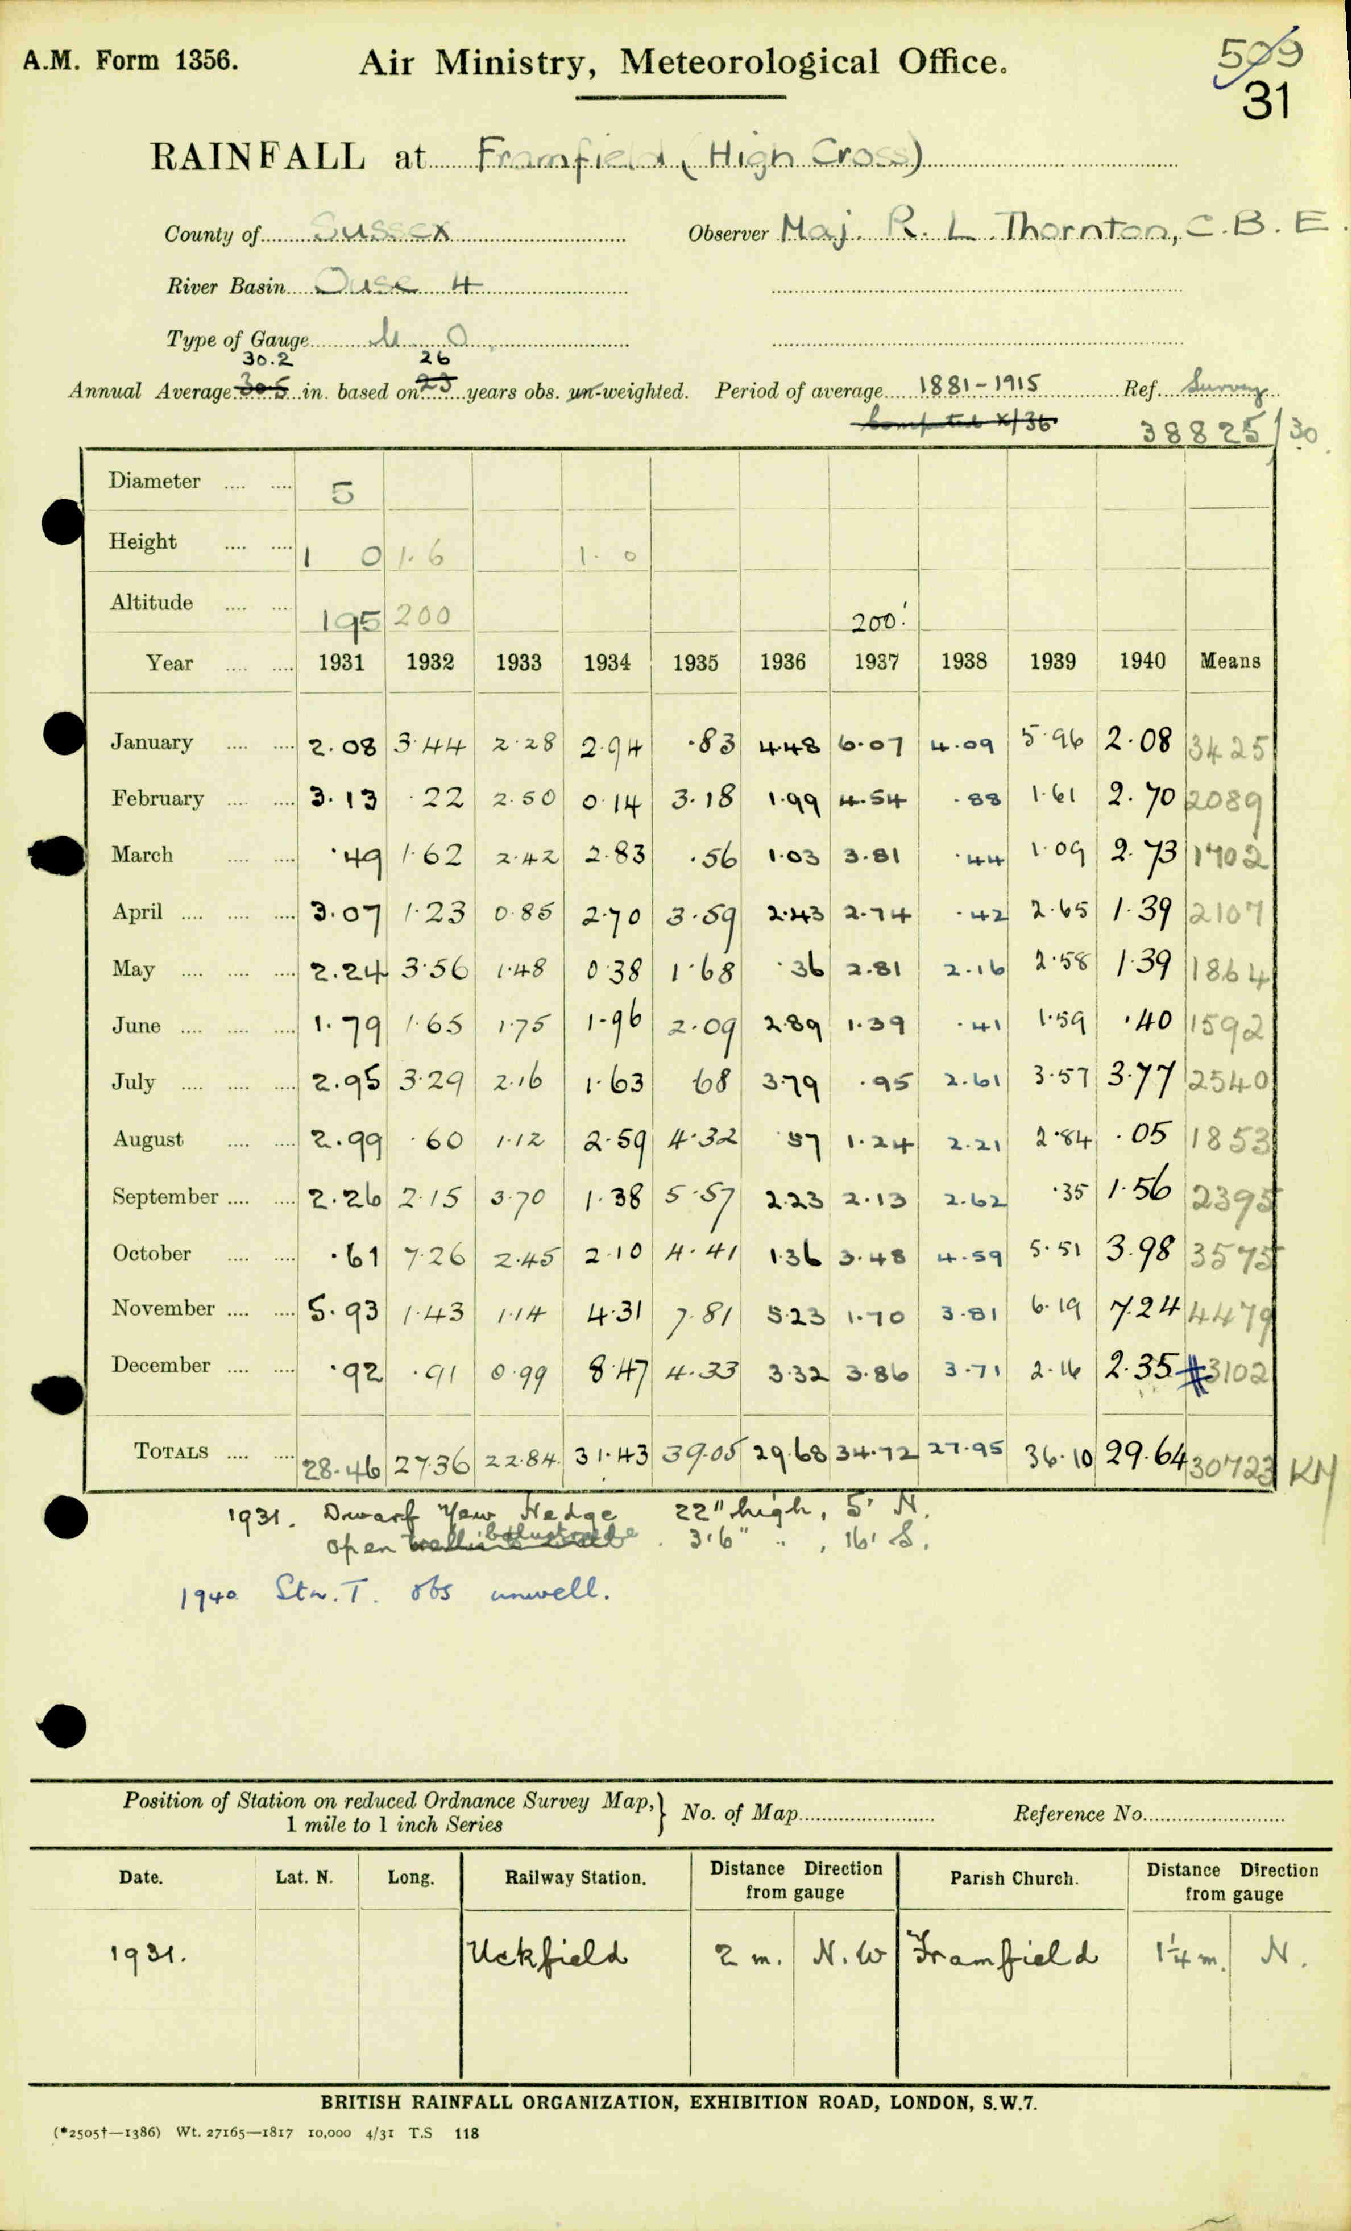 A.M. Form 1356.
Air Ministry, Meteorological Office.
509
31
RAINFALL at Framfield (High Cross)
County of Sussex Observer Maj. R. L. Thornton, C.B.E.
River Basin Ouse 4
Type of Gauge M.O.
30.2 26
Annual Average 30.5 in. based on 23 years obs. un-weighted. Period of average 1881-1915 Ref. Survey
Computed x/36 38825/30
Diameter .... .... 5
Height .... .... 1 0 1.6 1.0
Altitude .... .... 195 200 200'
Year .... .... 1931 1932 1933 1934 1935 1936 1937 1938 1939 1940 Means
January .... .... 2.08 3.44 2.28 2.94 .83 4.48 6.07 4.09 5.96 2.08 3425
February .... .... 3.13 .22 2.50 0.14 3.18 1.99 4.54 .88 1.61 2.70 2089
March .... .... .49 1.62 2.42 2.83 .56 1.03 3.81 .44 1.09 2.73 1702
April .... .... .... 3.07 1.23 0.85 2.70 3.59 2.43 2.74 .42 2.65 1.39 2107
May .... .... .... 2.24 3.56 1.48 0.38 1.68 .36 2.81 2.16 2.58 1.39 1864
June .... .... .... 1.79 1.65 1.75 1.96 2.09 2.89 1.39 .41 1.59 .40 1592
July .... .... .... 2.95 3.29 2.16 1.63 68 3.79 .95 2.61 3.57 3.77 2540
August .... .... 2.99 .60 1.12 2.59 4.32 .57 1.24 2.21 2.84 .05 1853
September .... .... 2.26 2.15 3.70 1.38 5.57 2.23 2.13 2.62 .35 1.56 2395
October .... .... .61 7.26 2.45 2.10 4.41 1.36 3.48 4.59 5.51 3.98 3575
November .... .... 5.93 1.43 1.14 4.31 7.81 5.23 1.70 3.81 6.19 7.24 4479
December .... .... .92 .91 0.99 8.47 4.33 3.32 3.86 3.71 2.16 2.35 # 3102
TOTALS .... .... 28.46 27.36 22.84 31.43 39.05 29.68 34.72 27.95 36.10 29.64 30723 KM
1931. Dwarf Yew Hedge 22" high, 5' N.
open balustrade 3'6" " , 16' S.
1940 Stn. T. obs unwell.
Position of Station on reduced Ordnance Survey Map, } No. of Map Reference No.
1 mile to 1 inch Series
Date. Lat. N. Long. Railway Station. Distance Direction from gauge Parish Church. Distance Direction from gauge
1931. Uckfield 2 m. N.W Framfield 1¼ m. N.
BRITISH RAINFALL ORGANIZATION, EXHIBITION ROAD, LONDON, S.W.7.
(*2505†—1386) Wt. 27165—1817 10,000 4/31 T.S 118